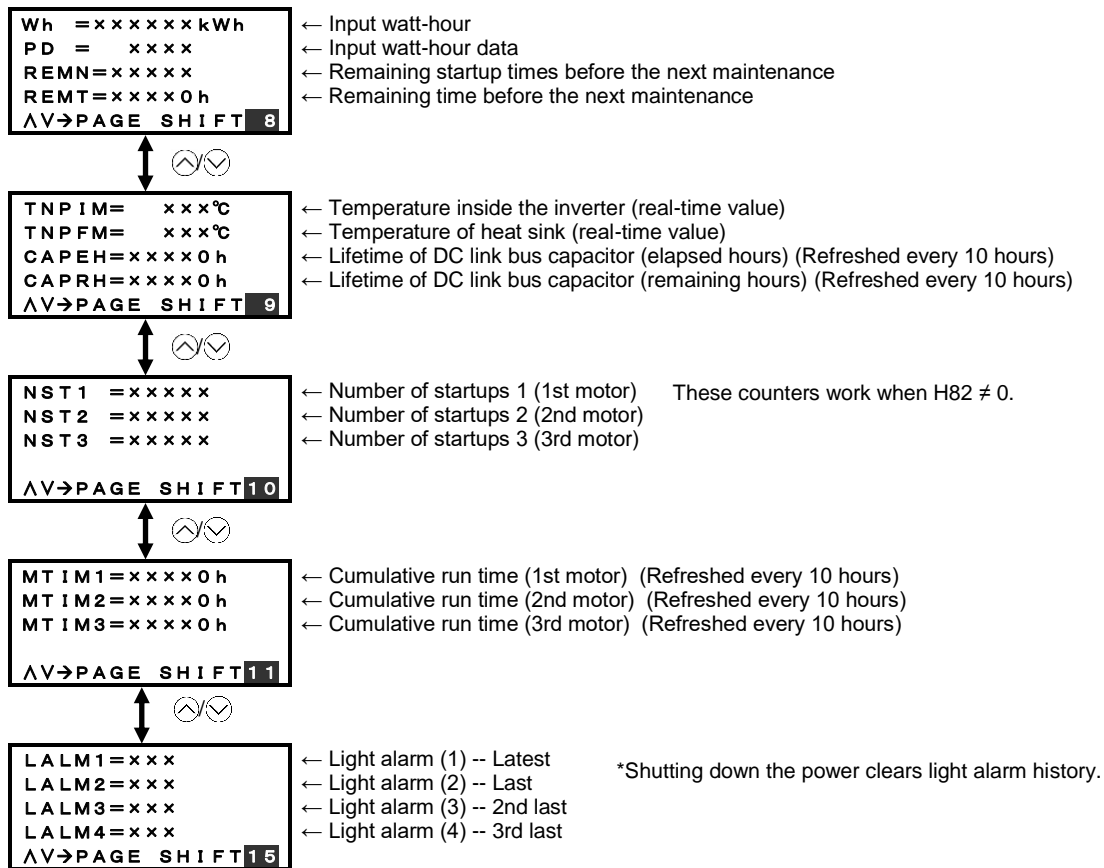 Wh =××××××kWh ← Input watt-hour
PD = ×××× ← Input watt-hour data
REMN=××××× ← Remaining startup times before the next maintenance
REMT=××××0h ← Remaining time before the next maintenance
∧∨→PAGE SHIFT 8
/
TNPIM= ×××℃ ← Temperature inside the inverter (real-time value)
TNPFM= ×××℃ ← Temperature of heat sink (real-time value)
CAPEH=××××0h ← Lifetime of DC link bus capacitor (elapsed hours) (Refreshed every 10 hours)
CAPRH=××××0h ← Lifetime of DC link bus capacitor (remaining hours) (Refreshed every 10 hours)
∧∨→PAGE SHIFT 9
/
NST1 =××××× ← Number of startups 1 (1st motor) These counters work when H82 ≠ 0.
NST2 =××××× ← Number of startups 2 (2nd motor)
NST3 =××××× ← Number of startups 3 (3rd motor)
∧∨→PAGE SHIFT 10
/
MTIM1=××××0h ← Cumulative run time (1st motor) (Refreshed every 10 hours)
MTIM2=××××0h ← Cumulative run time (2nd motor) (Refreshed every 10 hours)
MTIM3=××××0h ← Cumulative run time (3rd motor) (Refreshed every 10 hours)
∧∨→PAGE SHIFT 11
/
LALM1=××× ← Light alarm (1) -- Latest
LALM2=××× ← Light alarm (2) -- Last *Shutting down the power clears light alarm history.
LALM3=××× ← Light alarm (3) -- 2nd last
LALM4=××× ← Light alarm (4) -- 3rd last
∧∨→PAGE SHIFT 15